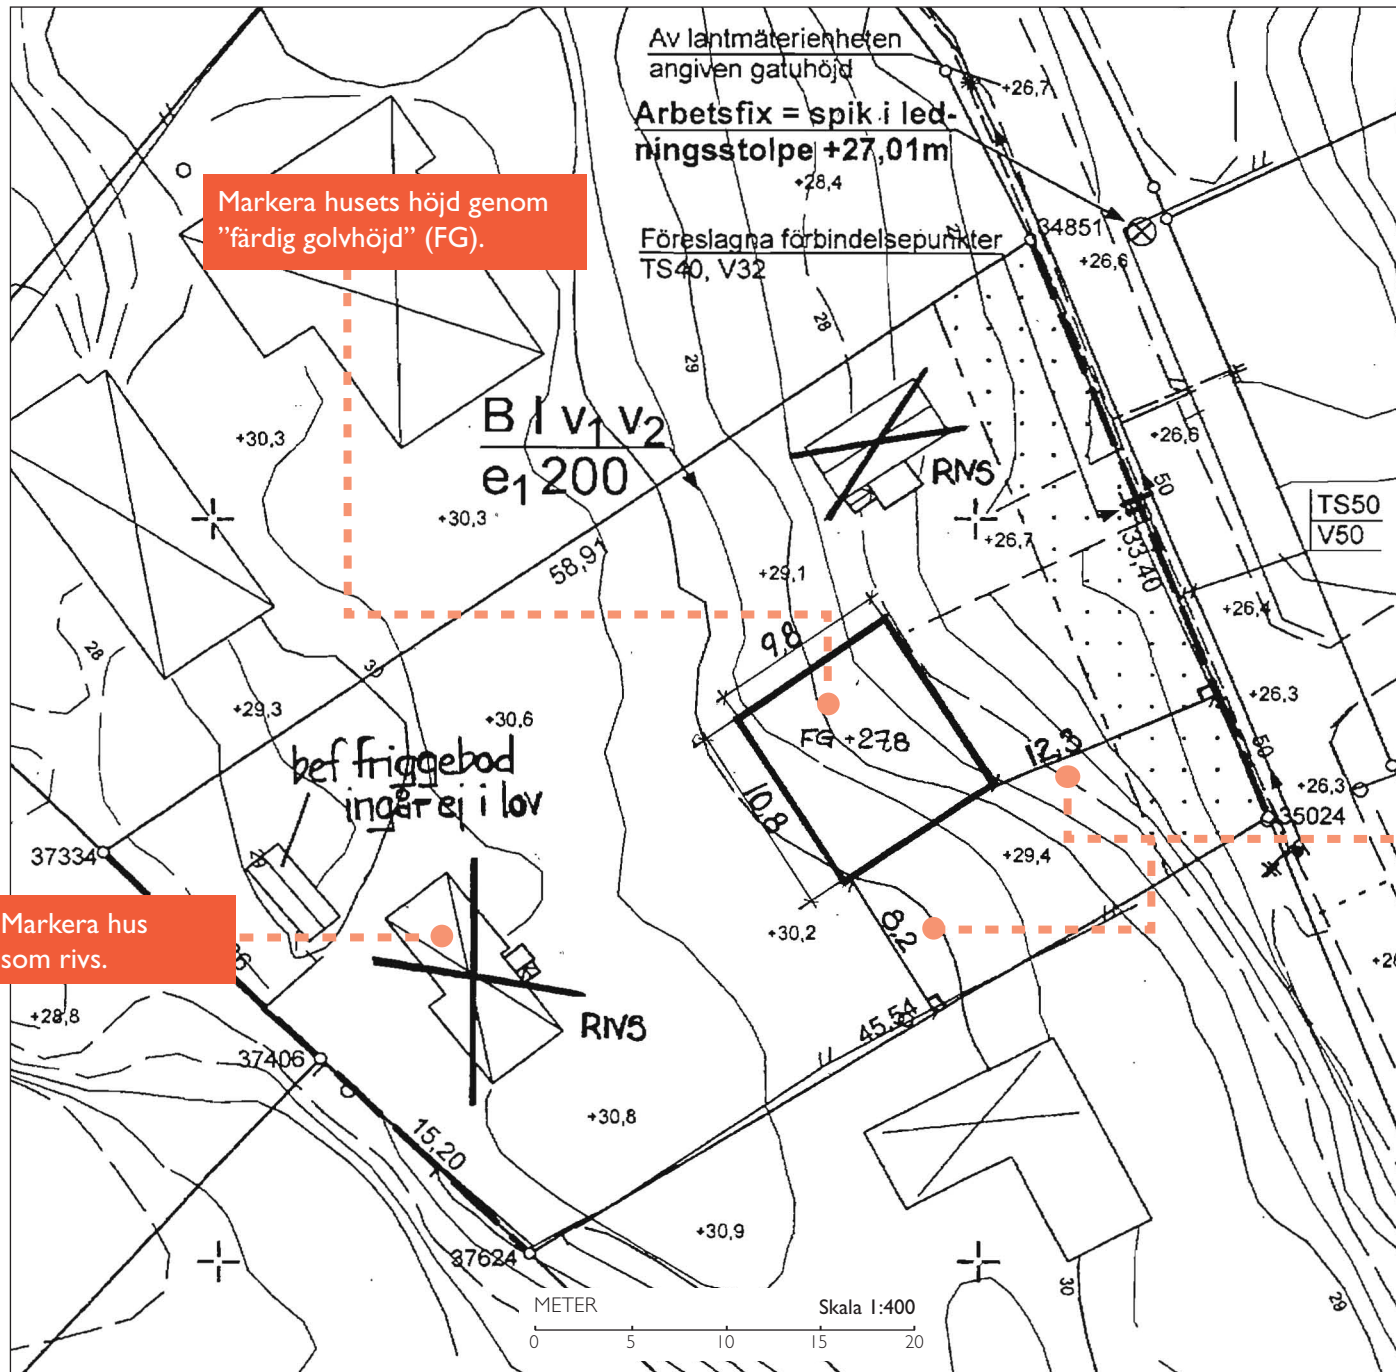 Av lantmäterienheten
angiven gatuhöjd
+26,7
Arbetsfix = spik i led-
ningsstolpe +27,01m
+28,4
Markera husets höjd genom
”färdig golvhöjd” (FG).
Föreslagna förbindelsepunkter
TS40, V32
34851
+26,6
28
29
B I v1 v2
e1 200
+30,3
+30,3
RIVS
+26,6
50
TS50
V50
+26,7
33,40
58,91
+29,1
+26,4
9,8
28
30
+29,3
+30,6
+26,3
FG +27,8
12,3
50
bef friggebod
ingår ej i lov
10,8
+26,3
35024
37334
29
+29,4
Markera hus
som rivs.
8,2
+30,2
+28,8
45,54
RIVS
37406
15,20
+30,8
+30,9
37624
30
29
METER
Skala 1:400
0 5 10 15 20